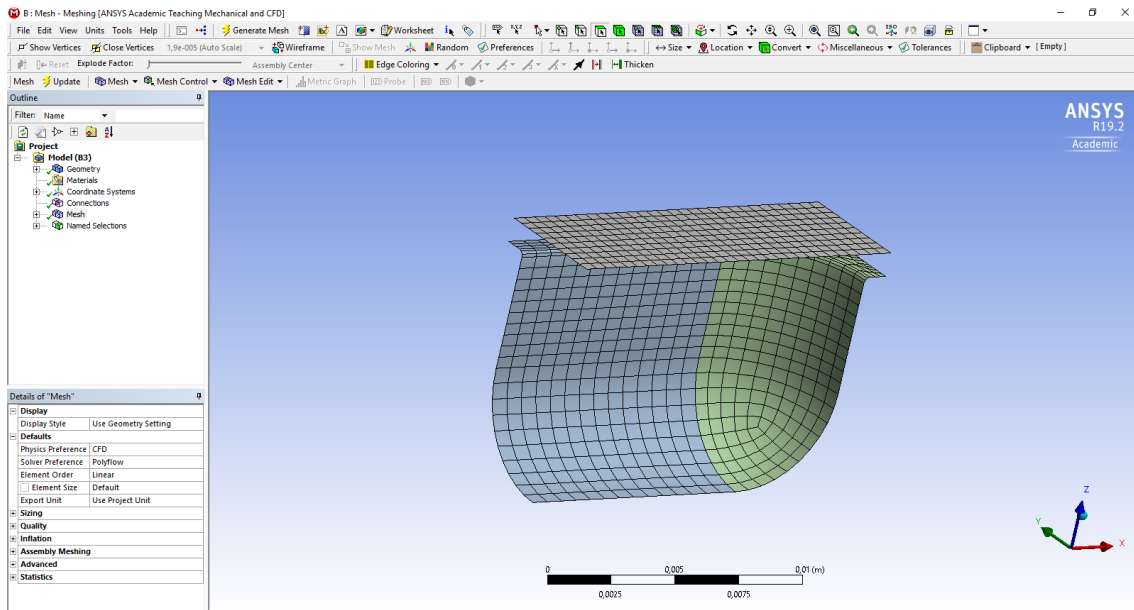 B : Mesh - Meshing [ANSYS Academic Teaching Mechanical and CFD]
File Edit View Units Tools Help Generate Mesh Worksheet
Show Vertices Close Vertices 1,9e-005 (Auto Scale) Wireframe Show Mesh Random Preferences Size Location Convert Miscellaneous Tolerances Clipboard [Empty]
Reset Explode Factor: Assembly Center Edge Coloring Thicken
Mesh Update Mesh Mesh Control Mesh Edit Metric Graph Probe
Outline
Filter: Name
Project
Model (B3)
Geometry
Materials
Coordinate Systems
Connections
Mesh
Named Selections
ANSYS
R19.2
Academic
Details of "Mesh"
Display
Display Style Use Geometry Setting
Defaults
Physics Preference CFD
Solver Preference Polyflow
Element Order Linear
Element Size Default
Export Unit Use Project Unit
Sizing
Quality
Inflation
Assembly Meshing
Advanced
Statistics
Z
Y
X
0 0,005 0,01 (m)
0,0025 0,0075